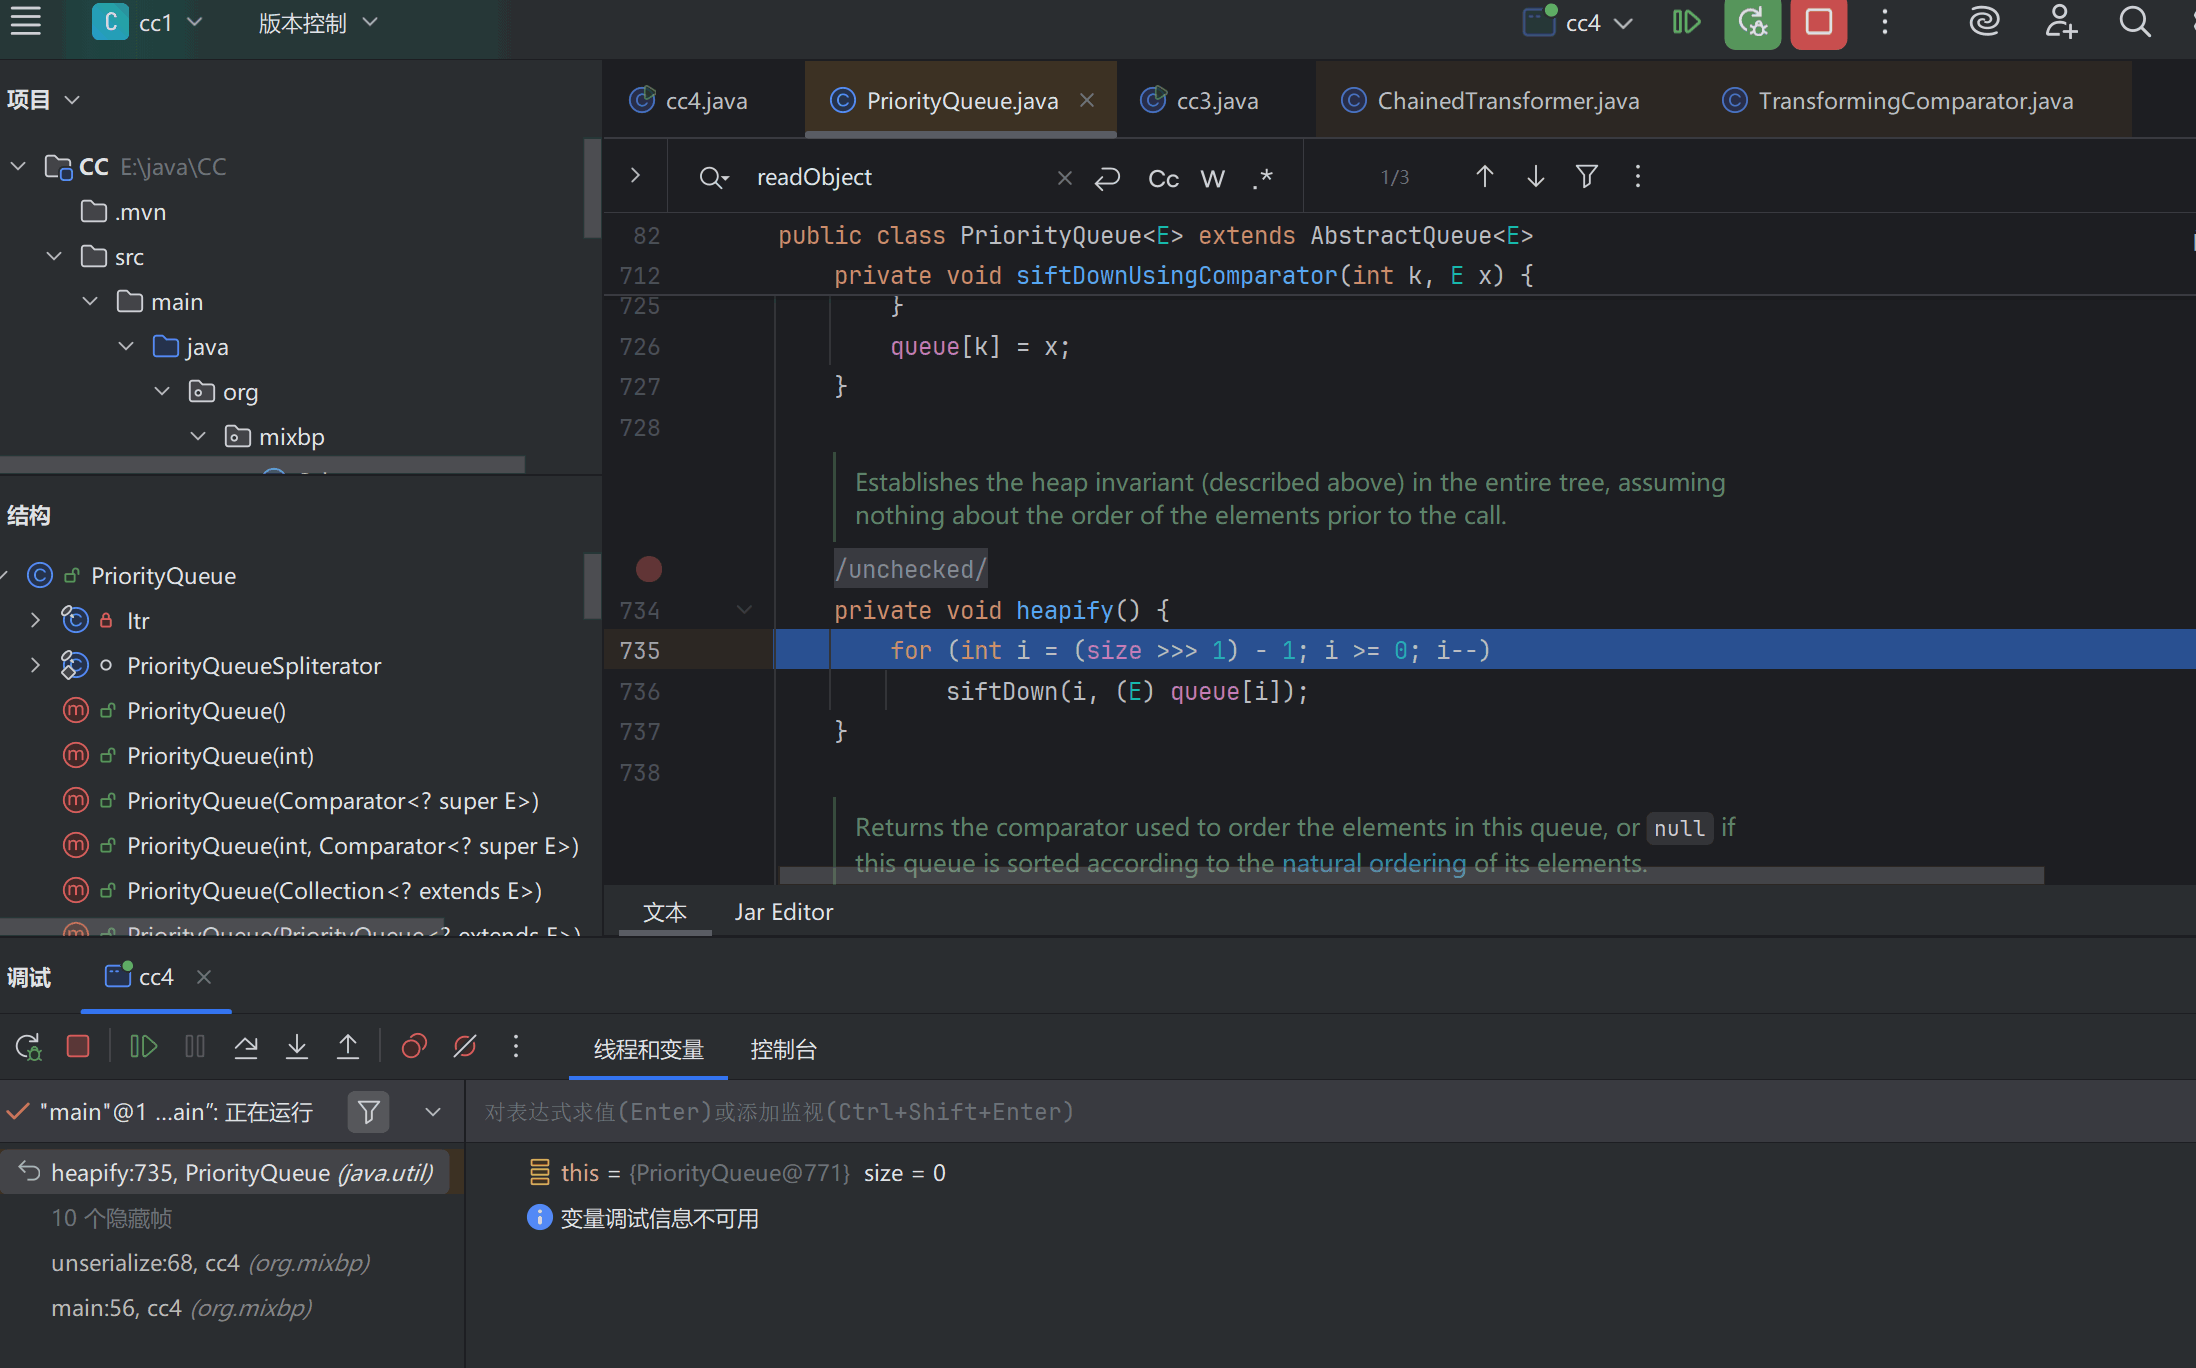 C cc1 版本控制 cc4
项目
CC E:\java\CC
.mvn
src
main
java
org
mixbp
结构
PriorityQueue
Itr
PriorityQueueSpliterator
PriorityQueue()
PriorityQueue(int)
PriorityQueue(Comparator<? super E>)
PriorityQueue(int, Comparator<? super E>)
PriorityQueue(Collection<? extends E>)
PriorityQueue(PriorityQueue<? extends E>)
cc4.java PriorityQueue.java cc3.java ChainedTransformer.java TransformingComparator.java
readObject Cc W .* 1/3
82 public class PriorityQueue<E> extends AbstractQueue<E>
712 private void siftDownUsingComparator(int k, E x) {
725 }
726 queue[k] = x;
727 }
728
Establishes the heap invariant (described above) in the entire tree, assuming
nothing about the order of the elements prior to the call.
/unchecked/
734 private void heapify() {
735 for (int i = (size >>> 1) - 1; i >= 0; i--)
736 siftDown(i, (E) queue[i]);
737 }
738
Returns the comparator used to order the elements in this queue, or null if
this queue is sorted according to the natural ordering of its elements.
文本 Jar Editor
调试 cc4
线程和变量 控制台
"main"@1 ...ain”: 正在运行
对表达式求值(Enter)或添加监视(Ctrl+Shift+Enter)
heapify:735, PriorityQueue (java.util)
10 个隐藏帧
unserialize:68, cc4 (org.mixbp)
main:56, cc4 (org.mixbp)
this = {PriorityQueue@771} size = 0
变量调试信息不可用